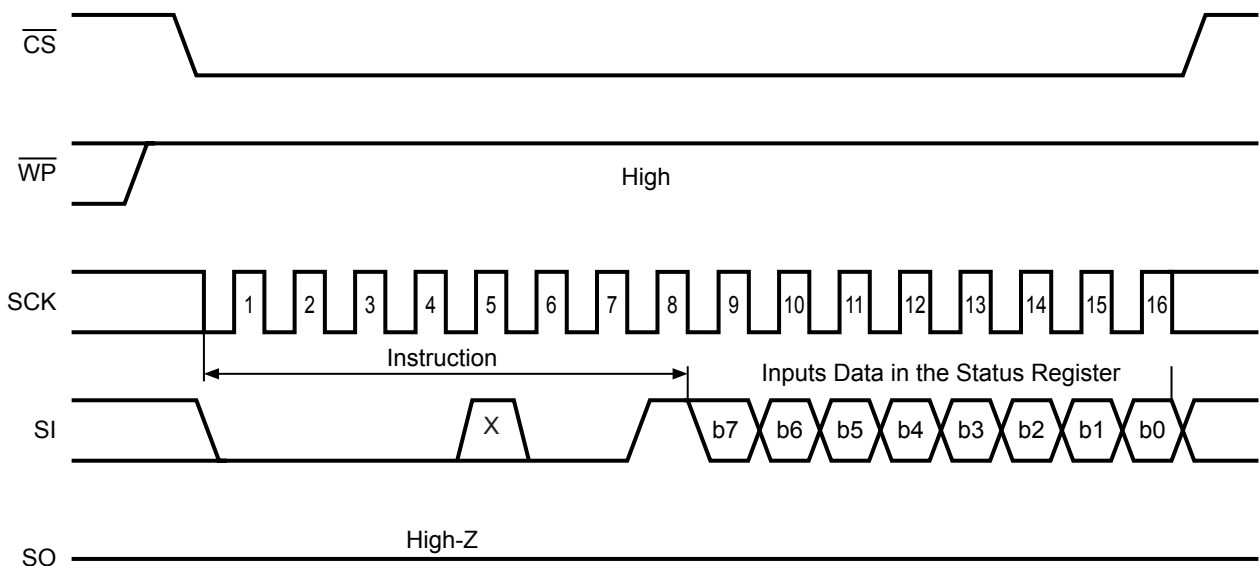 CS
WP
High
SCK
1 2 3 4 5 6 7 8 9 10 11 12 13 14 15 16
Instruction
Inputs Data in the Status Register
SI
X
b7 b6 b5 b4 b3 b2 b1 b0
High-Z
SO